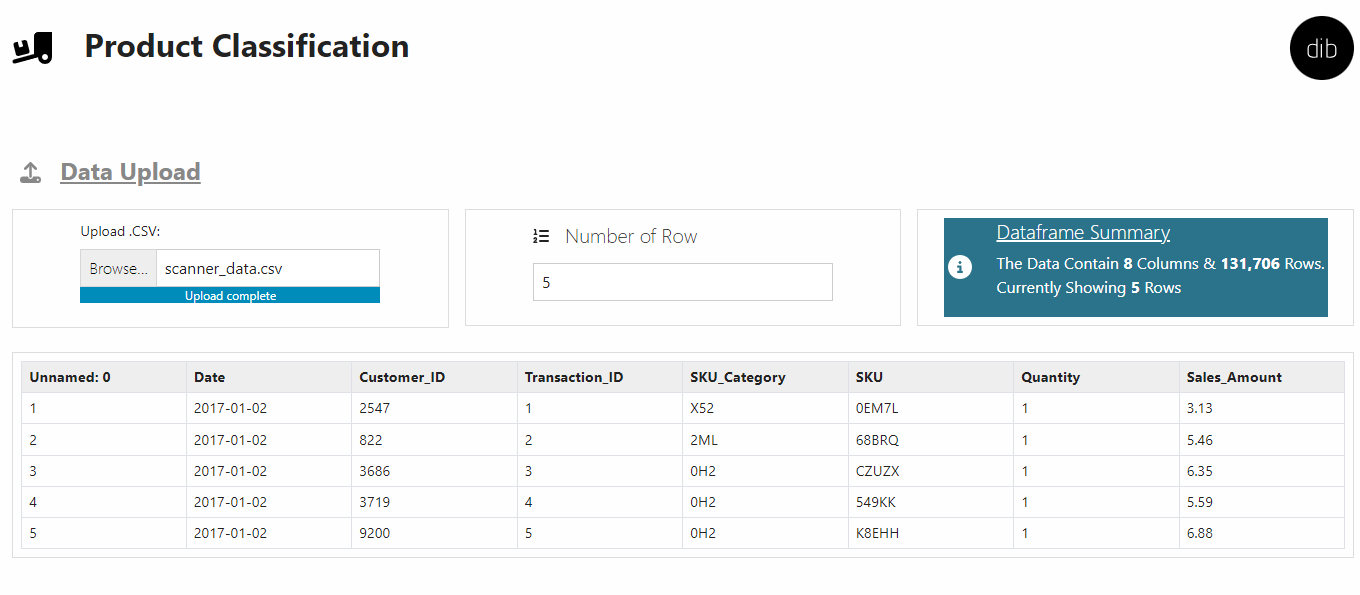 Product Classification
dib
Data Upload
Upload .CSV:
Browse... scanner_data.csv
Upload complete
Number of Row
5
Dataframe Summary
The Data Contain 8 Columns & 131,706 Rows.
Currently Showing 5 Rows
Unnamed: 0 Date Customer_ID Transaction_ID SKU_Category SKU Quantity Sales_Amount
1 2017-01-02 2547 1 X52 0EM7L 1 3.13
2 2017-01-02 822 2 2ML 68BRQ 1 5.46
3 2017-01-02 3686 3 0H2 CZUZX 1 6.35
4 2017-01-02 3719 4 0H2 549KK 1 5.59
5 2017-01-02 9200 5 0H2 K8EHH 1 6.88